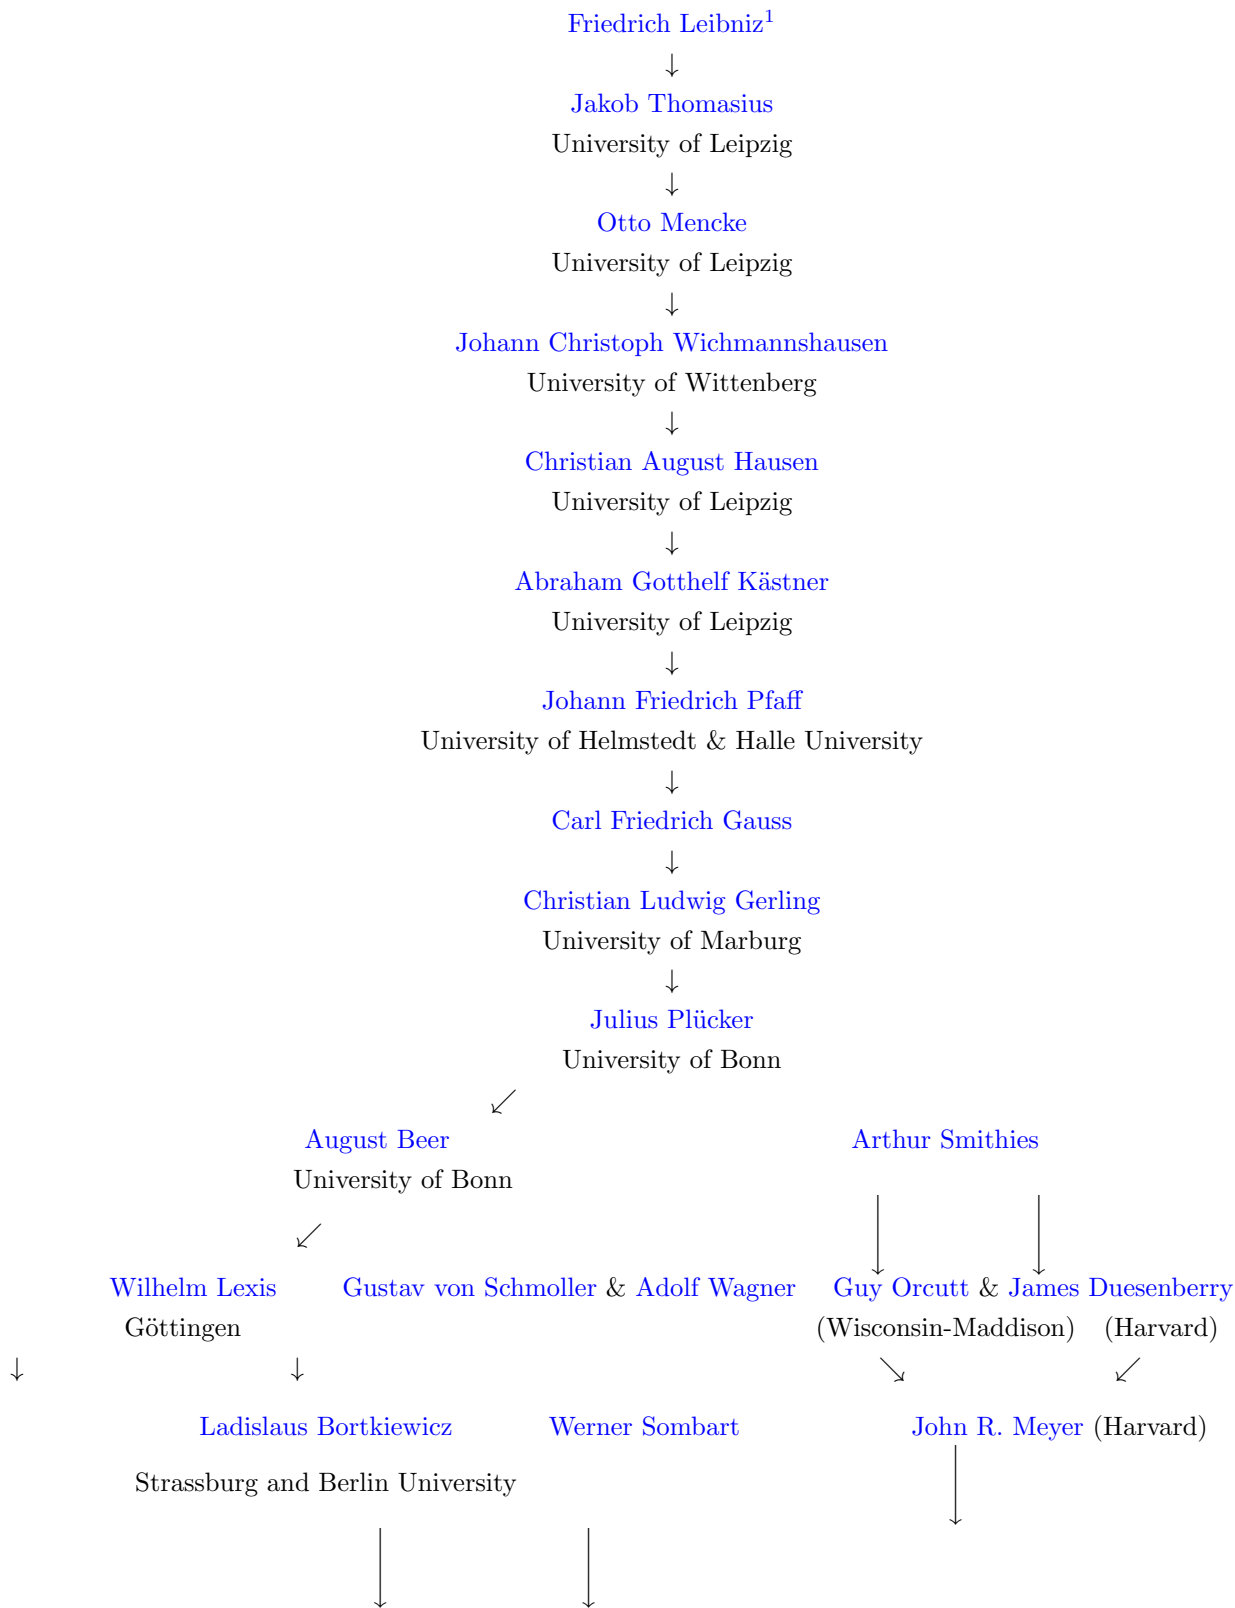 Friedrich Leibniz¹
↓
Jakob Thomasius
University of Leipzig
↓
Otto Mencke
University of Leipzig
↓
Johann Christoph Wichmannshausen
University of Wittenberg
↓
Christian August Hausen
University of Leipzig
↓
Abraham Gotthelf Kästner
University of Leipzig
↓
Johann Friedrich Pfaff
University of Helmstedt & Halle University
↓
Carl Friedrich Gauss
↓
Christian Ludwig Gerling
University of Marburg
↓
Julius Plücker
University of Bonn
↙
August Beer Arthur Smithies
University of Bonn
↙ ↓ ↓
Wilhelm Lexis Gustav von Schmoller & Adolf Wagner Guy Orcutt & James Duesenberry
Göttingen (Wisconsin-Maddison) (Harvard)
↓ ↓ ↘ ↙
Ladislaus Bortkiewicz Werner Sombart John R. Meyer (Harvard)
Strassburg and Berlin University
↓ ↓ ↓